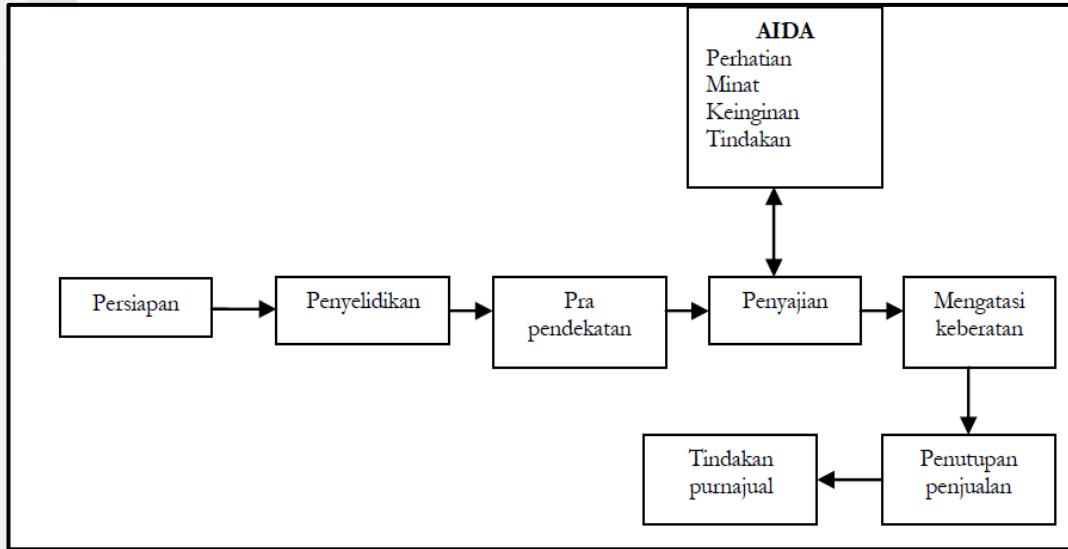 AIDA
Perhatian
Minat
Keinginan
Tindakan
Persiapan
Penyelidikan
Pra
pendekatan
Penyajian
Mengatasi
keberatan
Tindakan
purnajual
Penutupan
penjualan